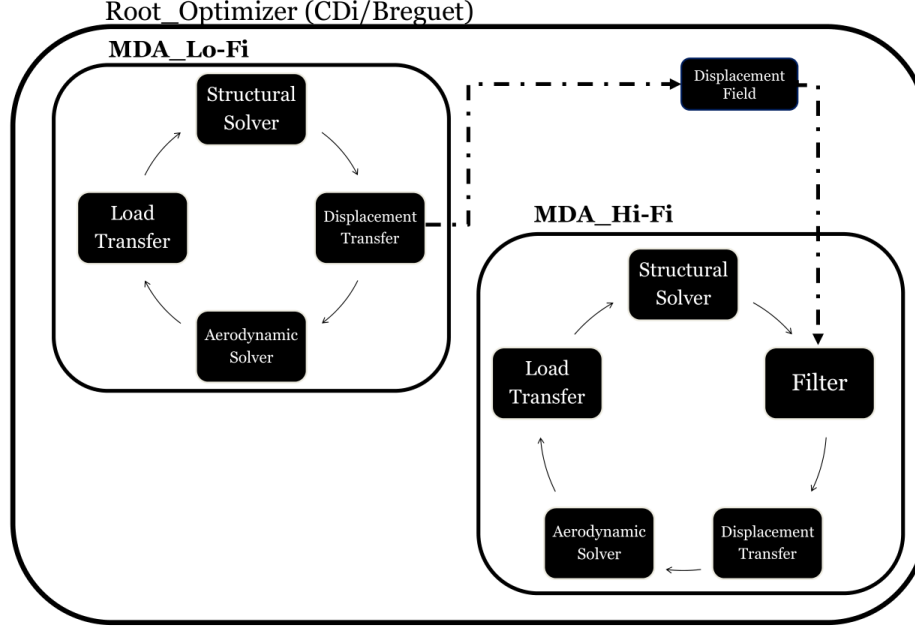 Root_Optimizer (CDi/Breguet)
MDA_Lo-Fi
Structural
Solver
Displacement
Field
Load
Transfer
Displacement
Transfer
Aerodynamic
Solver
MDA_Hi-Fi
Structural
Solver
Load
Transfer
Filter
Aerodynamic
Solver
Displacement
Transfer